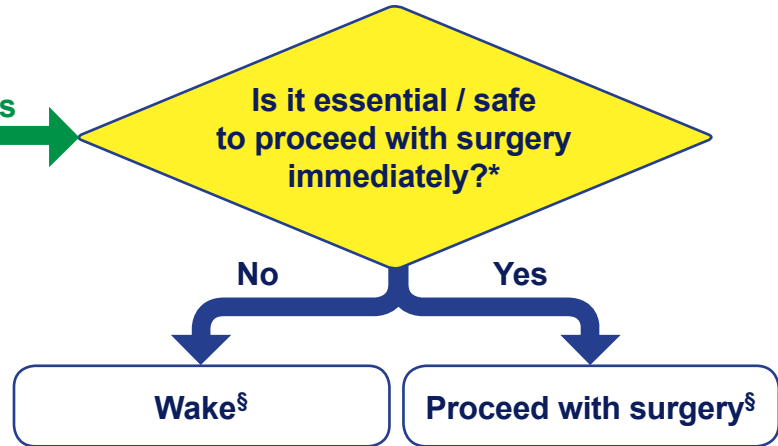 s
Is it essential / safe
to proceed with surgery
immediately?*
No
Yes
Wake§
Proceed with surgery§